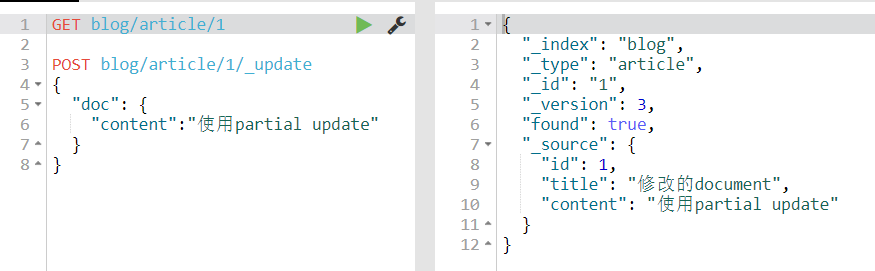 1 GET blog/article/1
2
3 POST blog/article/1/_update
4 {
5 "doc": {
6 "content":"使用partial update"
7 }
8 }
1 {
2 "_index": "blog",
3 "_type": "article",
4 "_id": "1",
5 "_version": 3,
6 "found": true,
7 "_source": {
8 "id": 1,
9 "title": "修改的document",
10 "content": "使用partial update"
11 }
12 }